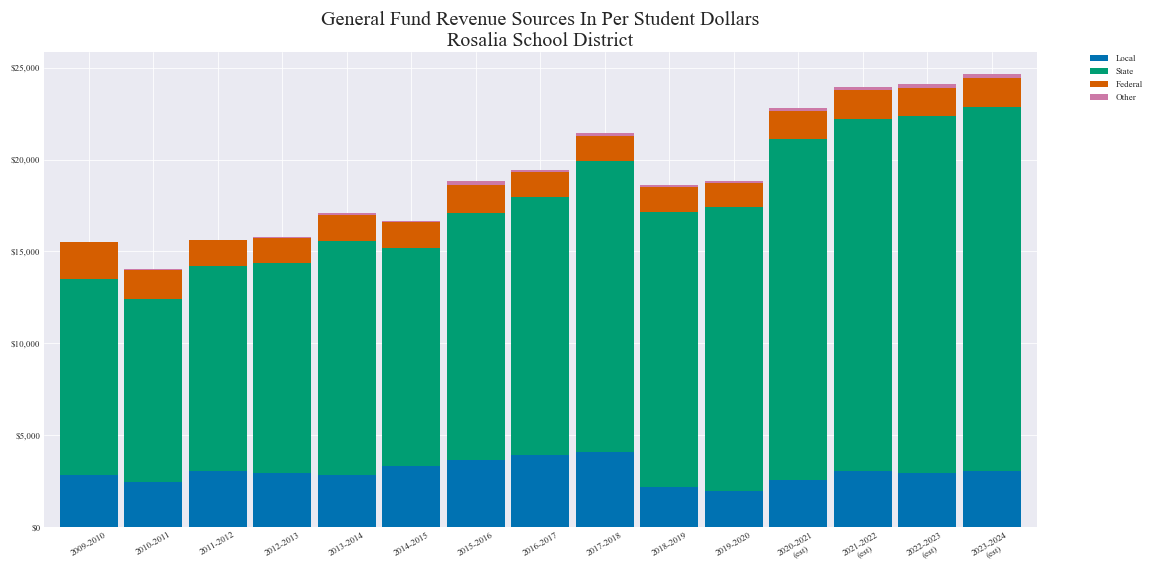 General Fund Revenue Sources In Per Student Dollars
Rosalia School District
Local
State
Federal
Other
$25,000
$20,000
$15,000
$10,000
$5,000
$0
2009-2010
2010-2011
2011-2012
2012-2013
2013-2014
2014-2015
2015-2016
2016-2017
2017-2018
2018-2019
2019-2020
2020-2021
(est)
2021-2022
(est)
2022-2023
(est)
2023-2024
(est)